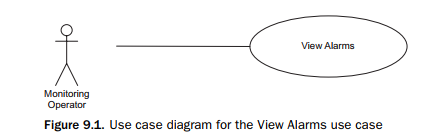 View Alarms
Monitoring
Operator
Figure 9.1. Use case diagram for the View Alarms use case